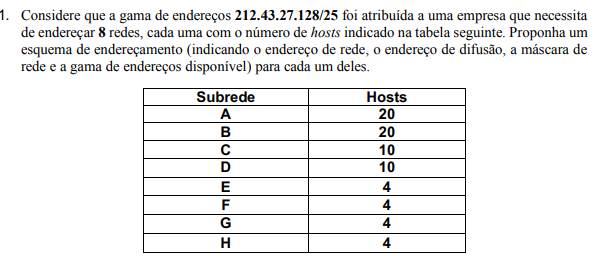 1. Considere que a gama de endereços 212.43.27.128/25 foi atribuída a uma empresa que necessita
de endereçar 8 redes, cada uma com o número de hosts indicado na tabela seguinte. Proponha um
esquema de endereçamento (indicando o endereço de rede, o endereço de difusão, a máscara de
rede e a gama de endereços disponível) para cada um deles.
Subrede Hosts
A 20
B 20
C 10
D 10
E 4
F 4
G 4
H 4